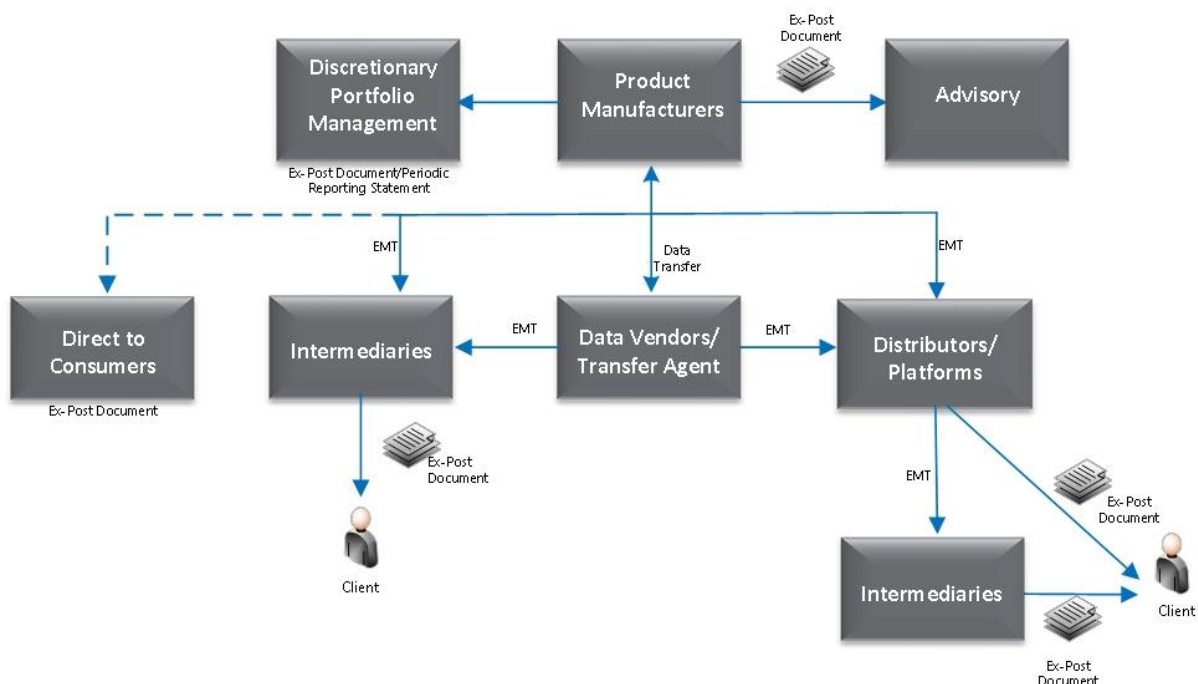 Ex-Post
Document
Discretionary
Portfolio
Management
Product
Manufacturers
Advisory
Ex- Post Document/Periodic
Reporting Statement
EMT
Data
Transfer
EMT
Direct to
Consumers
Intermediaries
EMT
Data Vendors/
Transfer Agent
EMT
Distributors/
Platforms
Ex- Post Document
Ex-Post
Document
Client
EMT
Ex-Post
Document
Intermediaries
Client
Ex-Post
Document